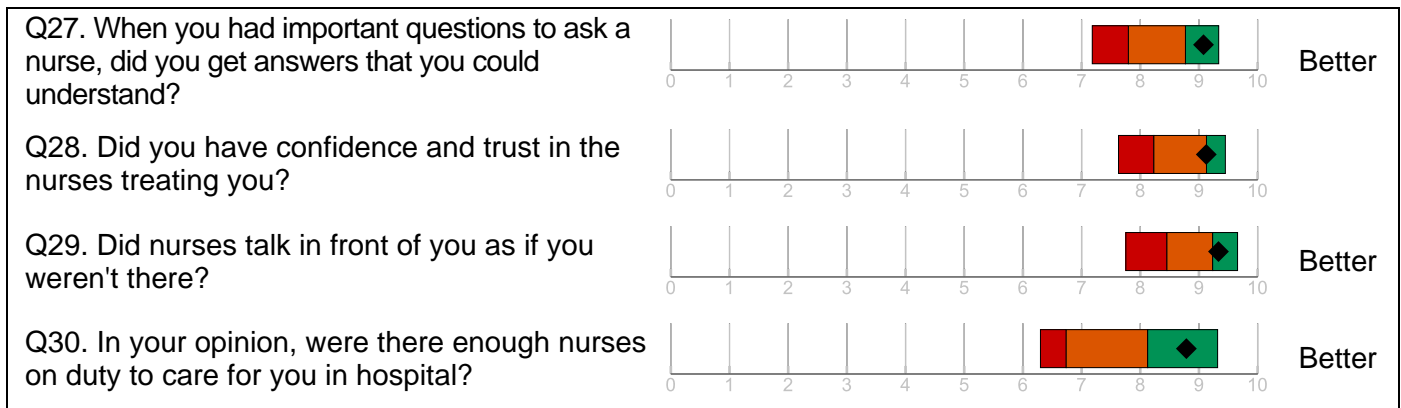 Q27. When you had important questions to ask a
nurse, did you get answers that you could
understand?
0 1 2 3 4 5 6 7 8 9 10
Better
Q28. Did you have confidence and trust in the
nurses treating you?
0 1 2 3 4 5 6 7 8 9 10
Q29. Did nurses talk in front of you as if you
weren't there?
0 1 2 3 4 5 6 7 8 9 10
Better
Q30. In your opinion, were there enough nurses
on duty to care for you in hospital?
0 1 2 3 4 5 6 7 8 9 10
Better